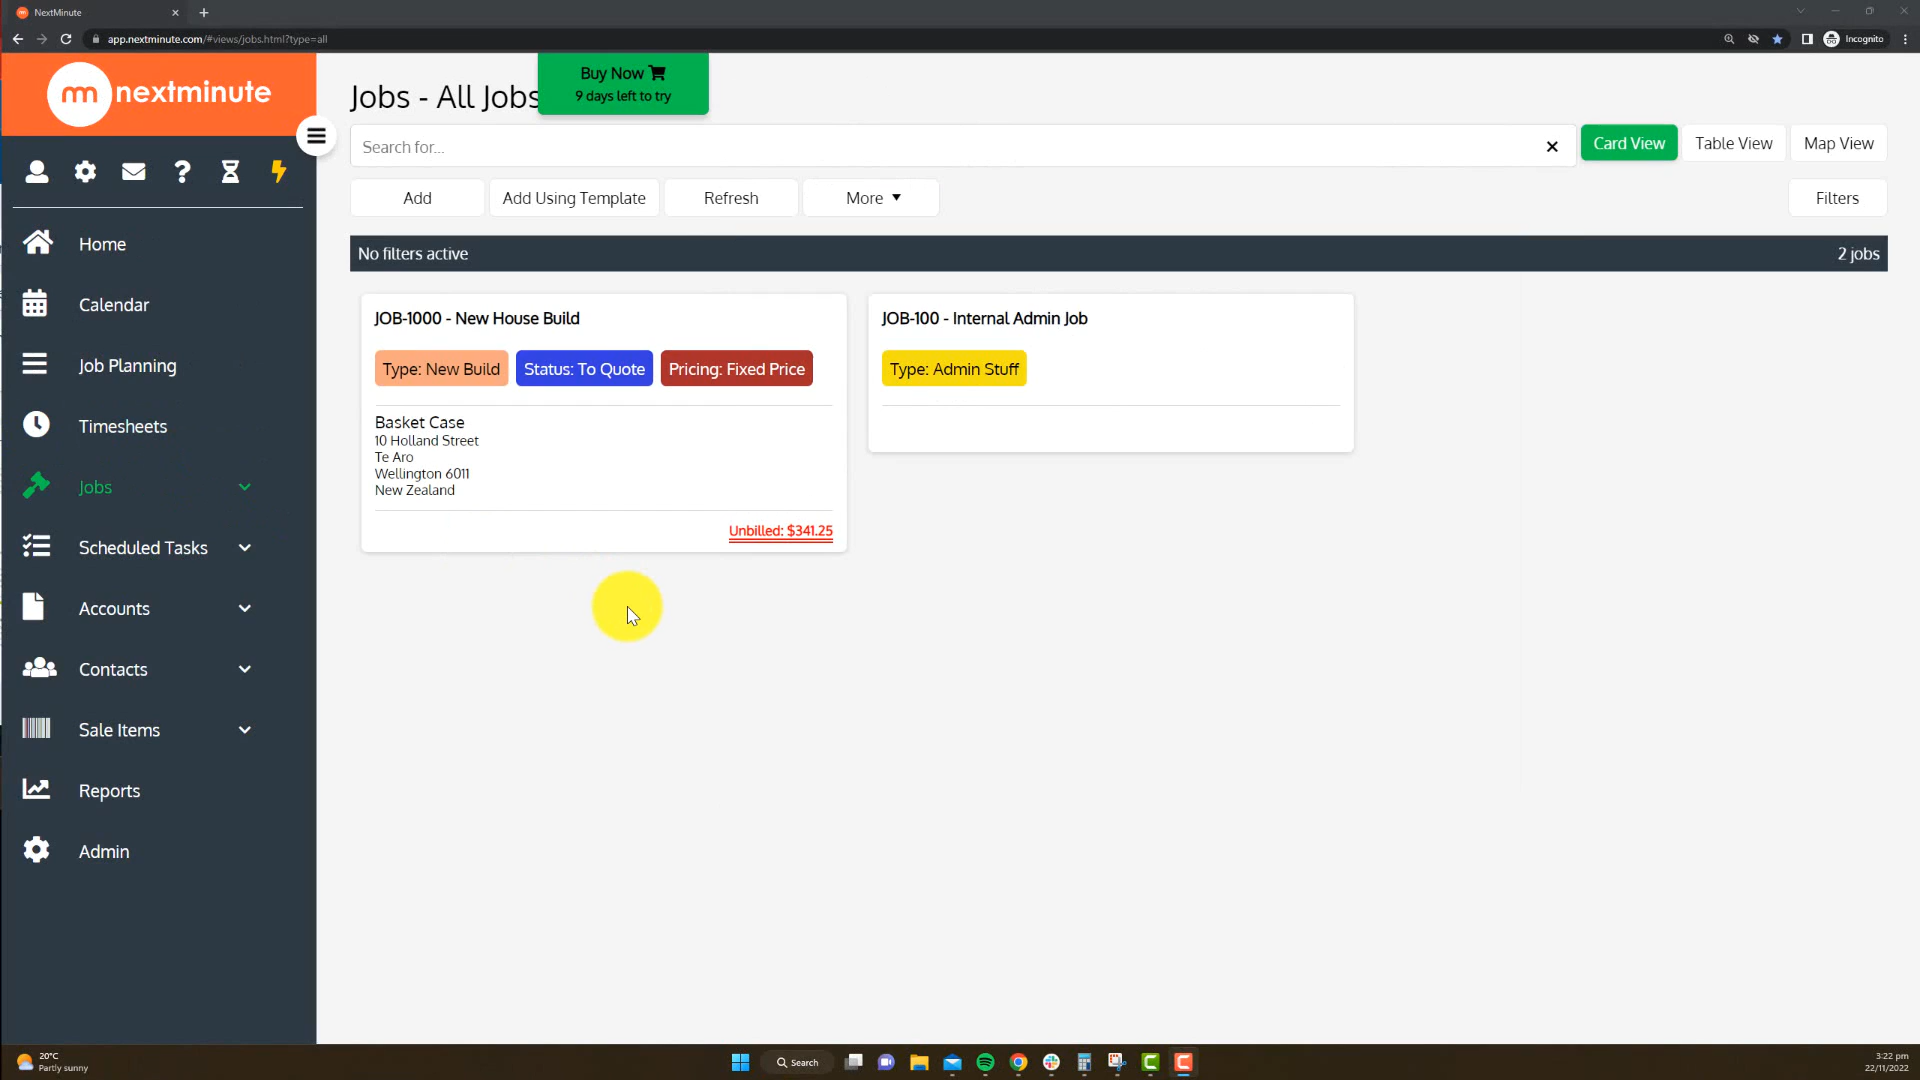 NextMinute
app.nextminute.com/#views/jobs.html?type=all
Incognito
nextminute
Jobs - All Jobs
Buy Now
9 days left to try
Search for...
Card View
Table View
Map View
Add
Add Using Template
Refresh
More
Filters
No filters active
2 jobs
Home
Calendar
Job Planning
Timesheets
Jobs
Scheduled Tasks
Accounts
Contacts
Sale Items
Reports
Admin
JOB-1000 - New House Build
Type: New Build
Status: To Quote
Pricing: Fixed Price
Basket Case
10 Holland Street
Te Aro
Wellington 6011
New Zealand
Unbilled: $341.25
JOB-100 - Internal Admin Job
Type: Admin Stuff
20°C
Partly sunny
Search
3:22 pm
22/11/2022